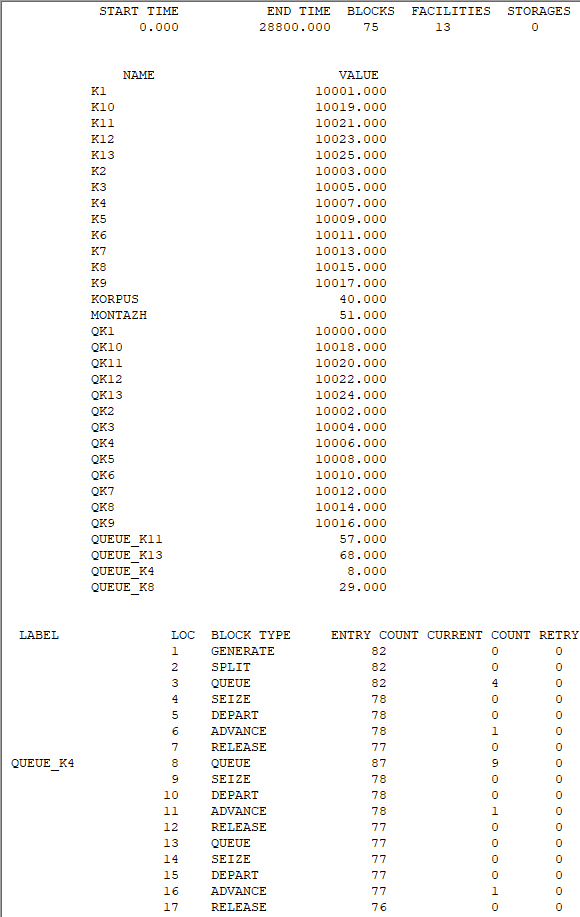 START TIME END TIME BLOCKS FACILITIES STORAGES
0.000 28800.000 75 13 0
NAME VALUE
K1 10001.000
K10 10019.000
K11 10021.000
K12 10023.000
K13 10025.000
K2 10003.000
K3 10005.000
K4 10007.000
K5 10009.000
K6 10011.000
K7 10013.000
K8 10015.000
K9 10017.000
KORPUS 40.000
MONTAZH 51.000
QK1 10000.000
QK10 10018.000
QK11 10020.000
QK12 10022.000
QK13 10024.000
QK2 10002.000
QK3 10004.000
QK4 10006.000
QK5 10008.000
QK6 10010.000
QK7 10012.000
QK8 10014.000
QK9 10016.000
QUEUE_K11 57.000
QUEUE_K13 68.000
QUEUE_K4 8.000
QUEUE_K8 29.000
LABEL LOC BLOCK TYPE ENTRY COUNT CURRENT COUNT RETRY
1 GENERATE 82 0 0
2 SPLIT 82 0 0
3 QUEUE 82 4 0
4 SEIZE 78 0 0
5 DEPART 78 0 0
6 ADVANCE 78 1 0
7 RELEASE 77 0 0
QUEUE_K4 8 QUEUE 87 9 0
9 SEIZE 78 0 0
10 DEPART 78 0 0
11 ADVANCE 78 1 0
12 RELEASE 77 0 0
13 QUEUE 77 0 0
14 SEIZE 77 0 0
15 DEPART 77 0 0
16 ADVANCE 77 1 0
17 RELEASE 76 0 0